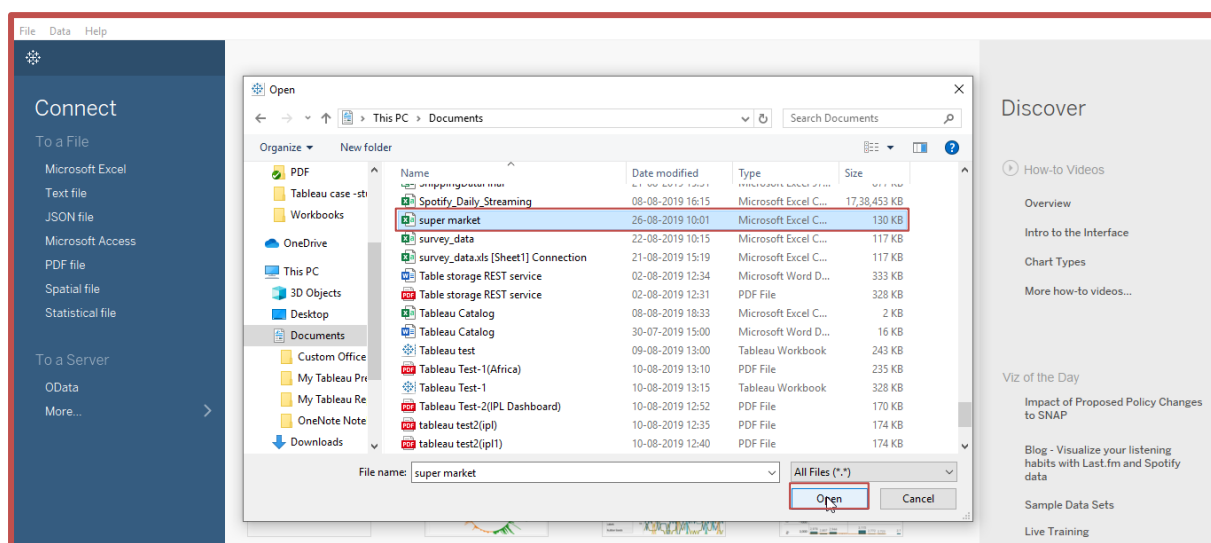 File Data Help
Connect
To a File
Microsoft Excel
Text file
JSON file
Microsoft Access
PDF file
Spatial file
Statistical file
To a Server
OData
More...
Open
This PC > Documents
Search Documents
Organize New folder
PDF
Tableau case -stu
Workbooks
OneDrive
This PC
3D Objects
Desktop
Documents
Custom Office
My Tableau Pre
My Tableau Re
OneNote Note
Downloads
Name Date modified Type Size
Spotify_Daily_Streaming 08-08-2019 16:15 Microsoft Excel C... 17,38,453 KB
super market 26-08-2019 10:01 Microsoft Excel C... 130 KB
survey_data 22-08-2019 10:15 Microsoft Excel C... 117 KB
survey_data.xls [Sheet1] Connection 21-08-2019 15:19 Microsoft Excel C... 117 KB
Table storage REST service 02-08-2019 12:34 Microsoft Word D... 333 KB
Table storage REST service 02-08-2019 12:31 PDF File 328 KB
Tableau Catalog 08-08-2019 18:33 Microsoft Excel C... 2 KB
Tableau Catalog 30-07-2019 15:00 Microsoft Word D... 16 KB
Tableau test 09-08-2019 13:00 Tableau Workbook 243 KB
Tableau Test-1(Africa) 10-08-2019 13:10 PDF File 235 KB
Tableau Test-1 10-08-2019 13:15 Tableau Workbook 328 KB
Tableau Test-2(IPL Dashboard) 10-08-2019 12:52 PDF File 170 KB
tableau test2(ipl) 10-08-2019 12:35 PDF File 174 KB
tableau test2(ipl1) 10-08-2019 12:40 PDF File 174 KB
File name: super market All Files (*.*)
Open Cancel
Discover
How-to Videos
Overview
Intro to the Interface
Chart Types
More how-to videos...
Viz of the Day
Impact of Proposed Policy Changes
to SNAP
Blog - Visualize your listening
habits with Last.fm and Spotify
data
Sample Data Sets
Live Training